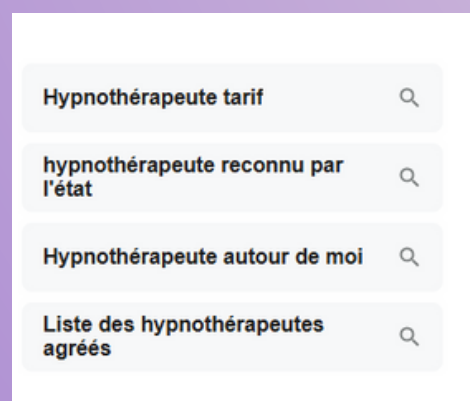 Hypnothérapeute tarif
hypnothérapeute reconnu par
l'état
Hypnothérapeute autour de moi
Liste des hypnothérapeutes
agréés